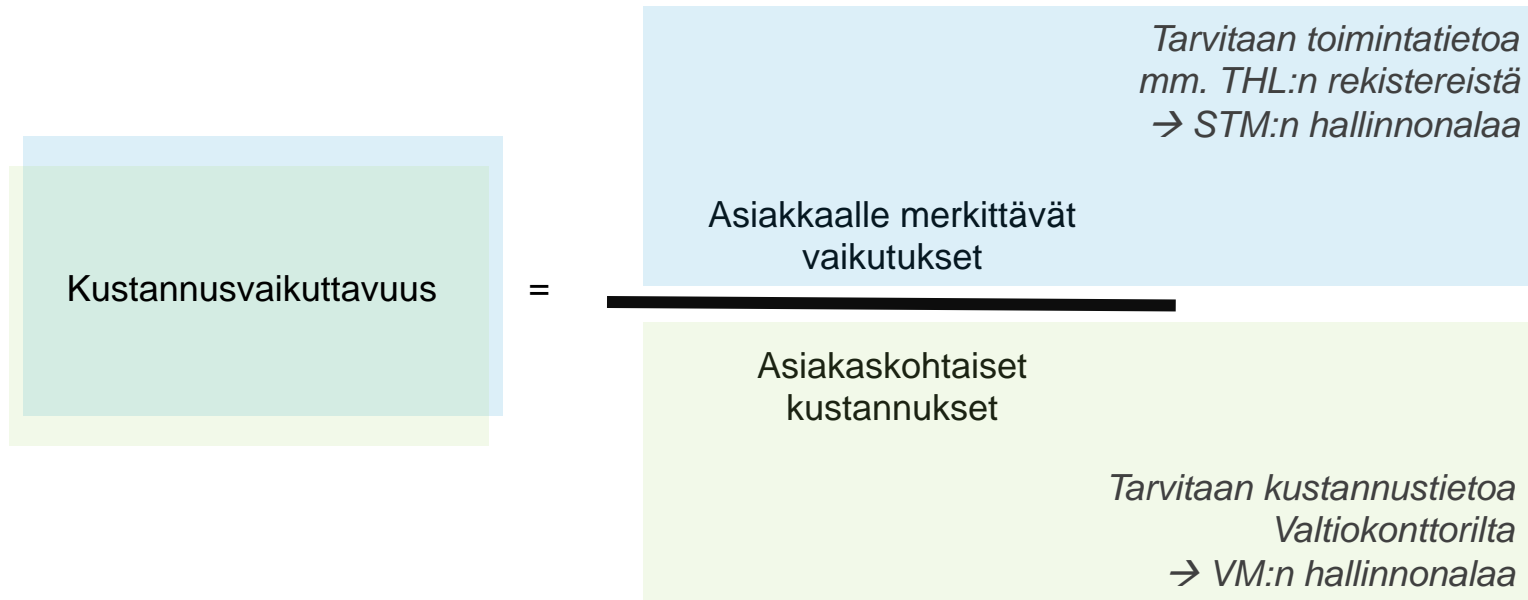 Tarvitaan toimintatietoa
mm. THL:n rekistereistä
→ STM:n hallinnonalaa
Asiakkaalle merkittävät
vaikutukset
Kustannusvaikuttavuus
=
Asiakaskohtaiset
kustannukset
Tarvitaan kustannustietoa
Valtiokonttorilta
→ VM:n hallinnonalaa